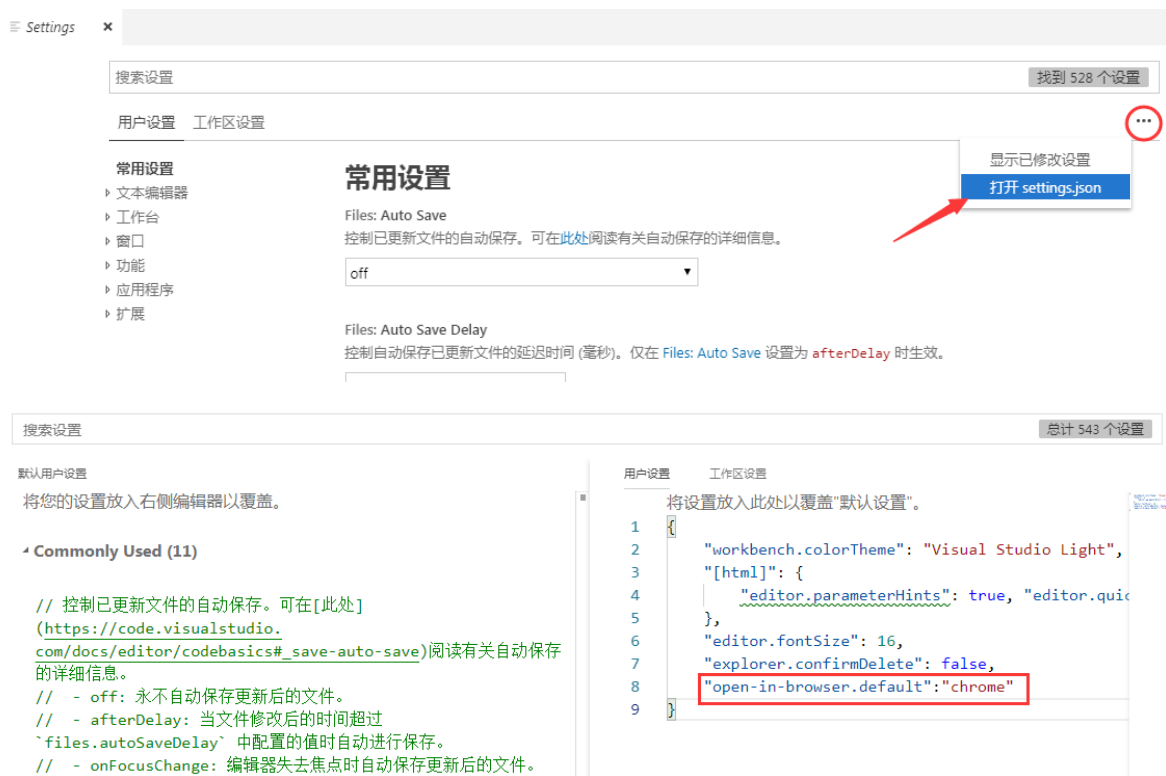 Settings ×
搜索设置 找到 528 个设置
用户设置 工作区设置 ···
显示已修改设置
打开 settings.json
常用设置
文本编辑器
工作台
窗口
功能
应用程序
扩展
常用设置
Files: Auto Save
控制已更新文件的自动保存。可在此处阅读有关自动保存的详细信息。
off
Files: Auto Save Delay
控制自动保存已更新文件的延迟时间 (毫秒)。仅在 Files: Auto Save 设置为 afterDelay 时生效。
搜索设置 总计 543 个设置
默认用户设置
将您的设置放入右侧编辑器以覆盖。
Commonly Used (11)
// 控制已更新文件的自动保存。可在[此处]
(https://code.visualstudio.
com/docs/editor/codebasics#_save-auto-save)阅读有关自动保存
的详细信息。
//  - off: 永不自动保存更新后的文件。
//  - afterDelay: 当文件修改后的时间超过
`files.autoSaveDelay` 中配置的值时自动进行保存。
//  - onFocusChange: 编辑器失去焦点时自动保存更新后的文件。
用户设置 工作区设置
将设置放入此处以覆盖"默认设置"。
1 {
2 "workbench.colorTheme": "Visual Studio Light",
3 "[html]": {
4 "editor.parameterHints": true, "editor.quic
5 },
6 "editor.fontSize": 16,
7 "explorer.confirmDelete": false,
8 "open-in-browser.default":"chrome"
9 }